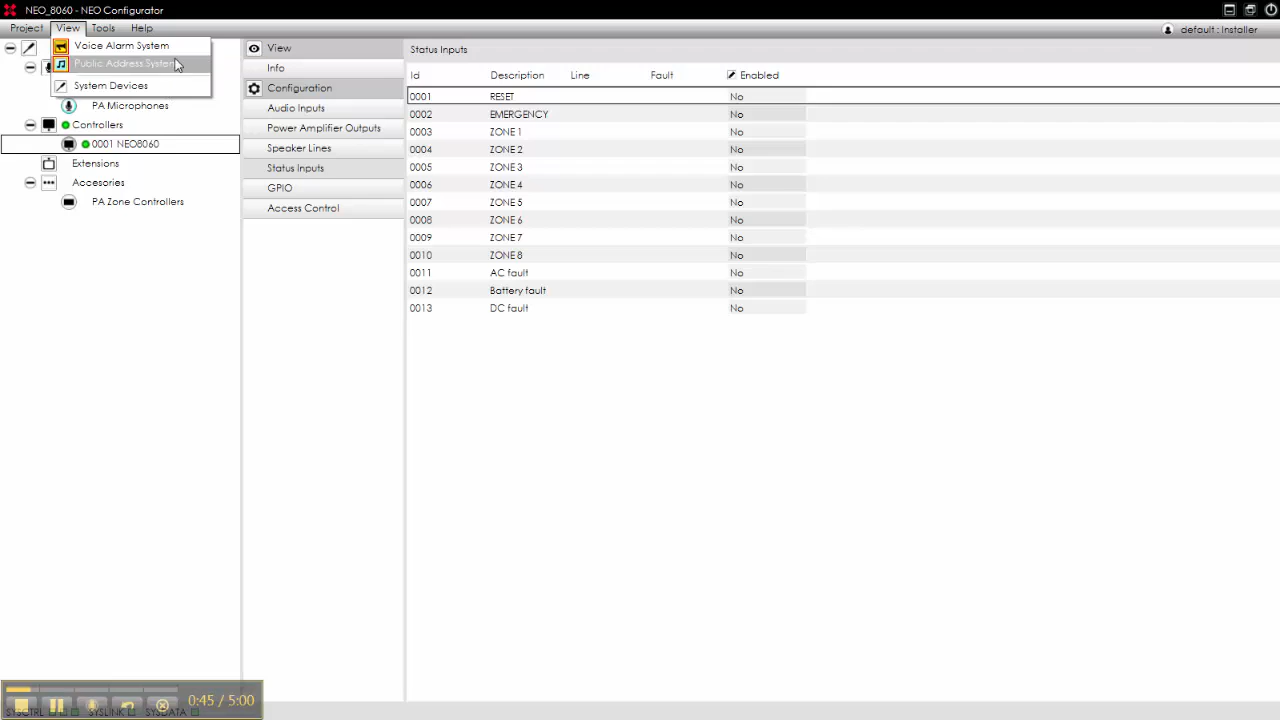 NEO_8060 - NEO Configurator
Project View Tools Help
default : Installer
Voice Alarm System
Public Address System
System Devices
PA Microphones
Controllers
0001 NEO8060
Extensions
Accesories
PA Zone Controllers
View
Info
Configuration
Audio Inputs
Power Amplifier Outputs
Speaker Lines
Status Inputs
GPIO
Access Control
Status Inputs
Id Description Line Fault Enabled
0001 RESET No
0002 EMERGENCY No
0003 ZONE 1 No
0004 ZONE 2 No
0005 ZONE 3 No
0006 ZONE 4 No
0007 ZONE 5 No
0008 ZONE 6 No
0009 ZONE 7 No
0010 ZONE 8 No
0011 AC fault No
0012 Battery fault No
0013 DC fault No
0:45 / 5:00
SYSCTRL SYSLINK SYSDATA